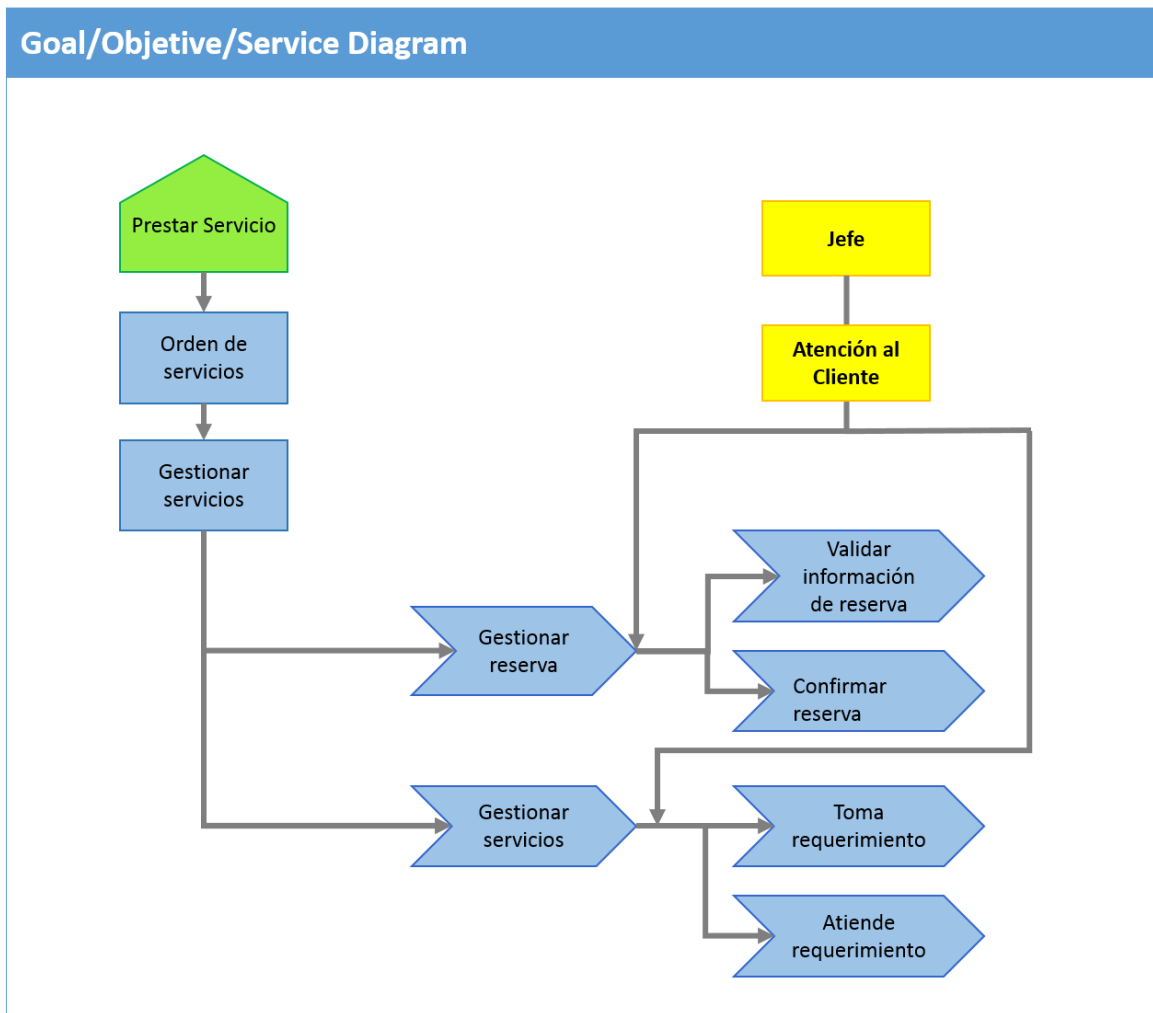 Goal/Objetive/Service Diagram
Prestar Servicio
Jefe
Orden de
servicios
Atención al
Cliente
Gestionar
servicios
Validar
información
de reserva
Gestionar
reserva
Confirmar
reserva
Gestionar
servicios
Toma
requerimiento
Atiende
requerimiento